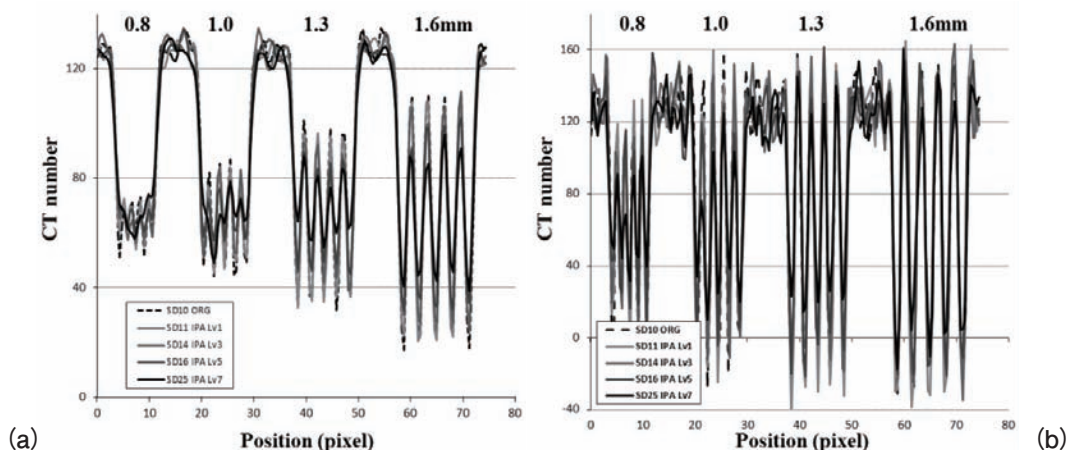 0.8 1.0 1.3 1.6mm
120
80
40
0
CT number
SD10 ORG
SD11 IPA Lv1
SD14 IPA Lv3
SD16 IPA Lv5
SD25 IPA Lv7
0 10 20 30 40 50 60 70 80
Position (pixel)
(a)
0.8 1.0 1.3 1.6mm
160
120
80
40
0
-40
CT number
SD10 ORG
SD11 IPA Lv1
SD14 IPA Lv3
SD16 IPA Lv5
SD25 IPA Lv7
0 10 20 30 40 50 60 70 80
Position (pixel)
(b)